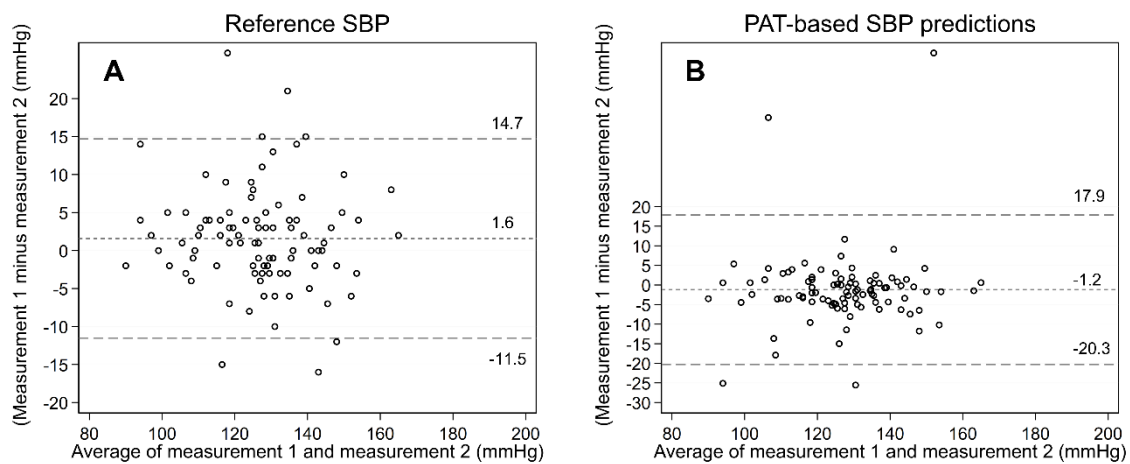 Reference SBP
A
(Measurement 1 minus measurement 2 (mmHg)
20
15
10
5
0
-5
-10
-15
-20
14.7
1.6
-11.5
80 100 120 140 160 180 200
Average of measurement 1 and measurement 2 (mmHg)
PAT-based SBP predictions
B
(Measurement 1 minus measurement 2 (mmHg)
20
15
10
5
0
-5
-10
-15
-20
-25
-30
17.9
-1.2
-20.3
80 100 120 140 160 180 200
Average of measurement 1 and measurement 2 (mmHg)